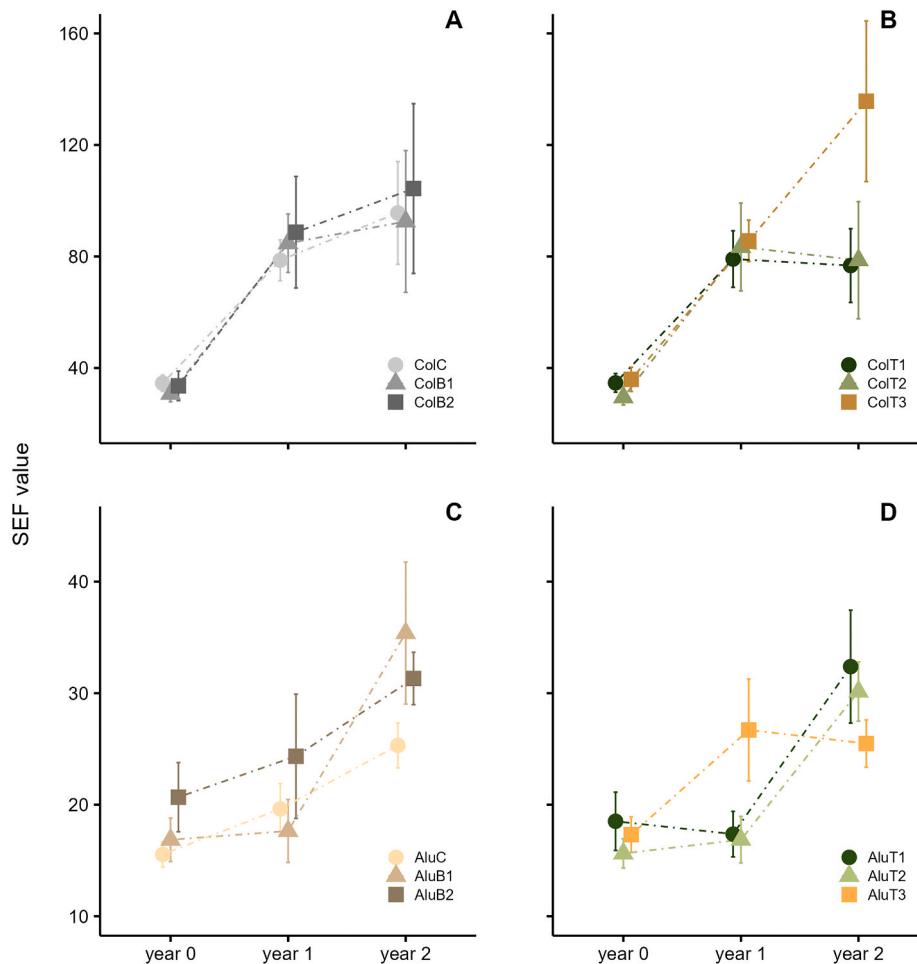 A
B
160
120
80
40
ColC
ColB1
ColB2
ColT1
ColT2
ColT3
SEF value
C
D
40
30
20
10
AluC
AluB1
AluB2
AluT1
AluT2
AluT3
year 0 year 1 year 2
year 0 year 1 year 2